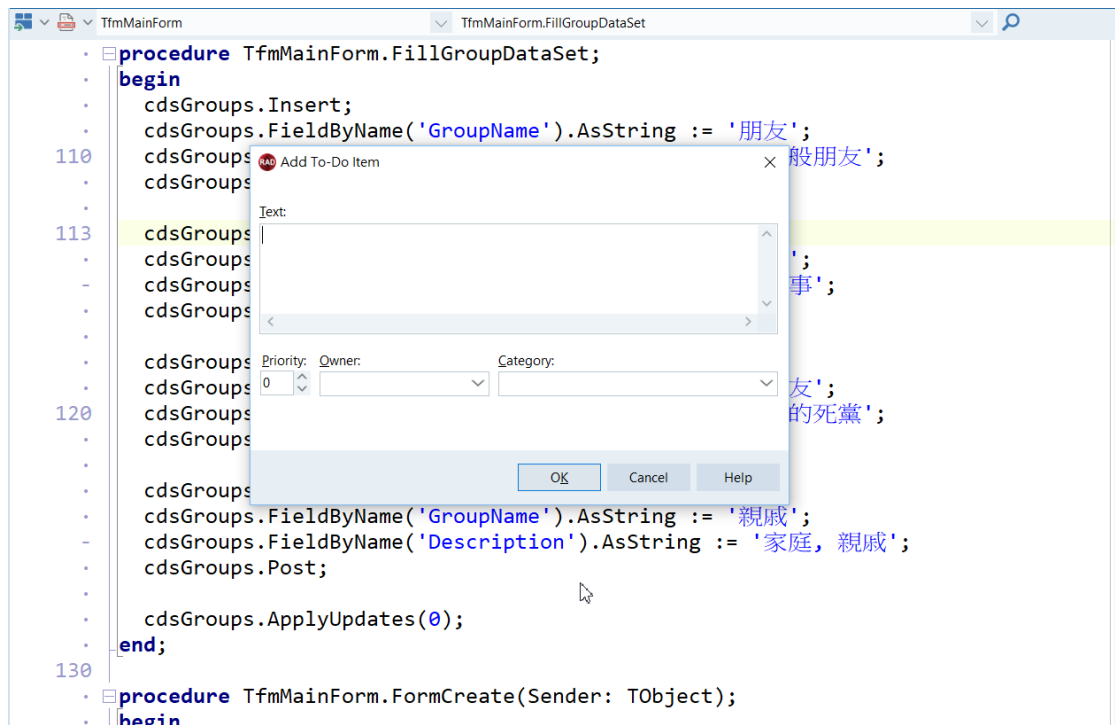 TfmMainForm TfmMainForm.FillGroupDataSet
procedure TfmMainForm.FillGroupDataSet;
begin
cdsGroups.Insert;
cdsGroups.FieldByName('GroupName').AsString := '朋友';
110 cdsGroups 般朋友';
cdsGroups
113 cdsGroups
cdsGroups ';
cdsGroups 事';
cdsGroups
cdsGroups
cdsGroups 友';
120 cdsGroups 的死黨';
cdsGroups
cdsGroups
cdsGroups.FieldByName('GroupName').AsString := '親戚';
cdsGroups.FieldByName('Description').AsString := '家庭, 親戚';
cdsGroups.Post;
cdsGroups.ApplyUpdates(0);
end;
130
procedure TfmMainForm.FormCreate(Sender: TObject);
begin
RAD Add To-Do Item
Text:
Priority: Owner: Category:
0
OK Cancel Help